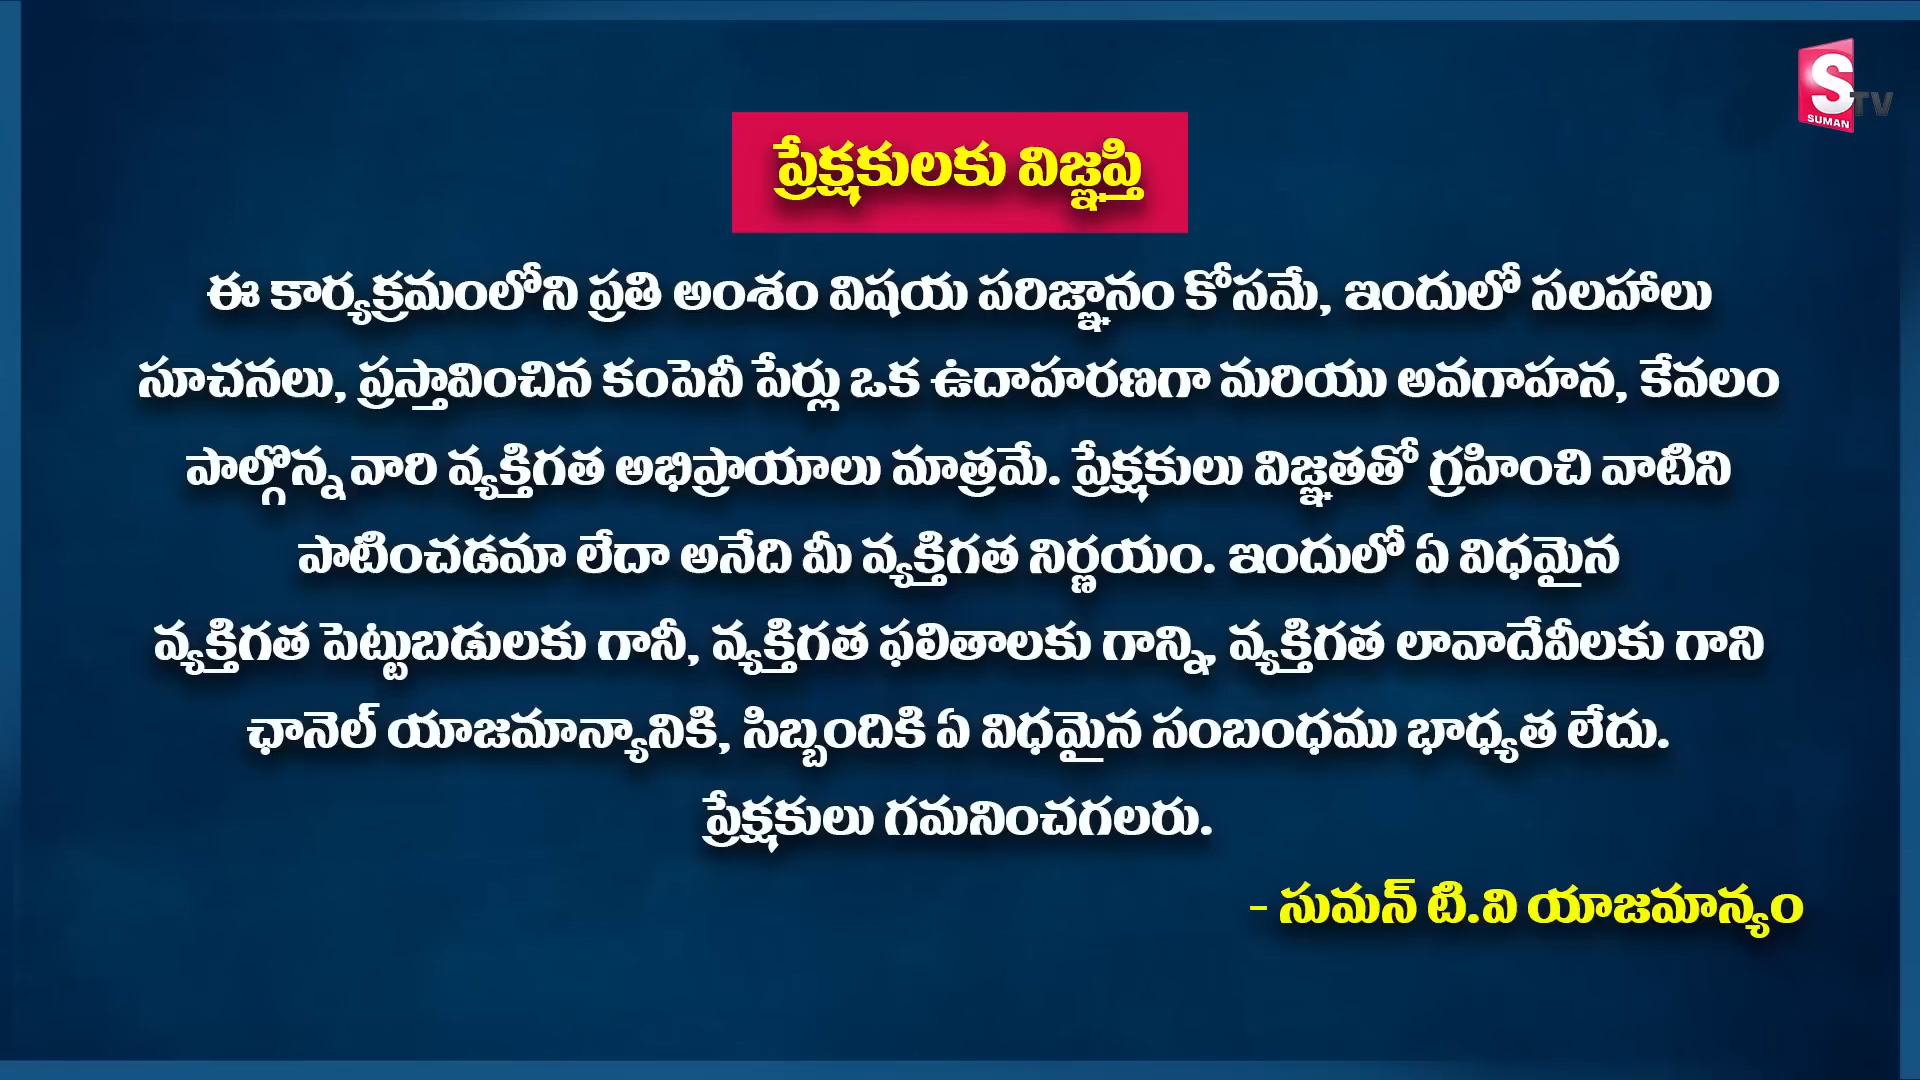 S
TV
SUMAN
ప్రేక్షకులకు విజ్ఞప్తి
ఈ కార్యక్రమంలోని ప్రతి అంశం విషయ పరిజ్ఞానం కోసమే, ఇందులో సలహాలు
సూచనలు, ప్రస్తావించిన కంపెనీ పేర్లు ఒక ఉదాహరణగా మరియు అవగాహన, కేవలం
పాల్గొన్న వారి వ్యక్తిగత అభిప్రాయాలు మాత్రమే. ప్రేక్షకులు విజ్ఞతతో గ్రహించి వాటిని
పాటించడమా లేదా అనేది మీ వ్యక్తిగత నిర్ణయం. ఇందులో ఏ విధమైన
వ్యక్తిగత పెట్టుబడులకు గానీ, వ్యక్తిగత ఫలితాలకు గాన్ని, వ్యక్తిగత లావాదేవీలకు గాని
ఛానెల్ యాజమాన్యానికి, సిబ్బందికి ఏ విధమైన సంబంధము భాధ్యత లేదు.
ప్రేక్షకులు గమనించగలరు.
- సుమన్ టి.వి యాజమాన్యం